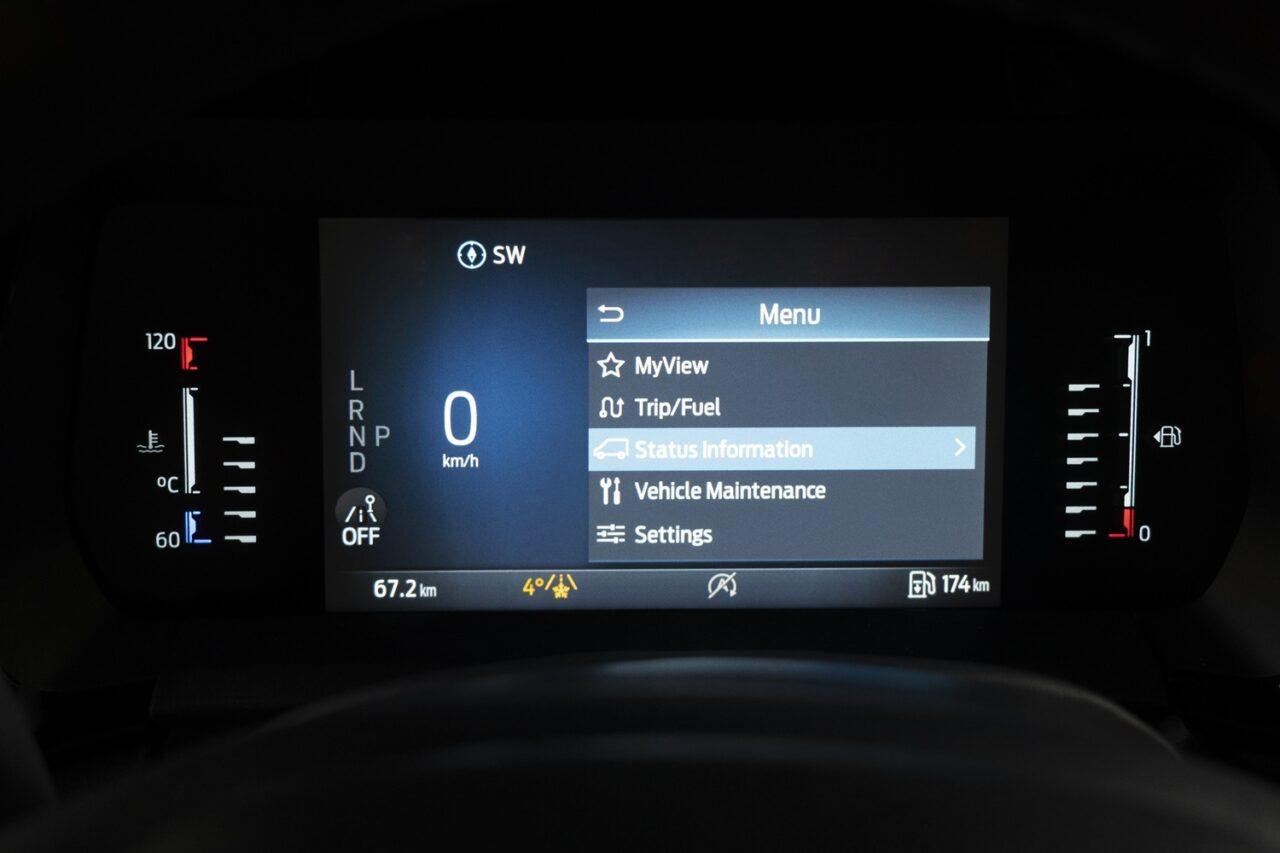 SW
Menu
MyView
Trip/Fuel
Status Information
Vehicle Maintenance
Settings
120
°C
60
L
R
N P
D
0
km/h
OFF
67.2 km
4°
174 km
1
0